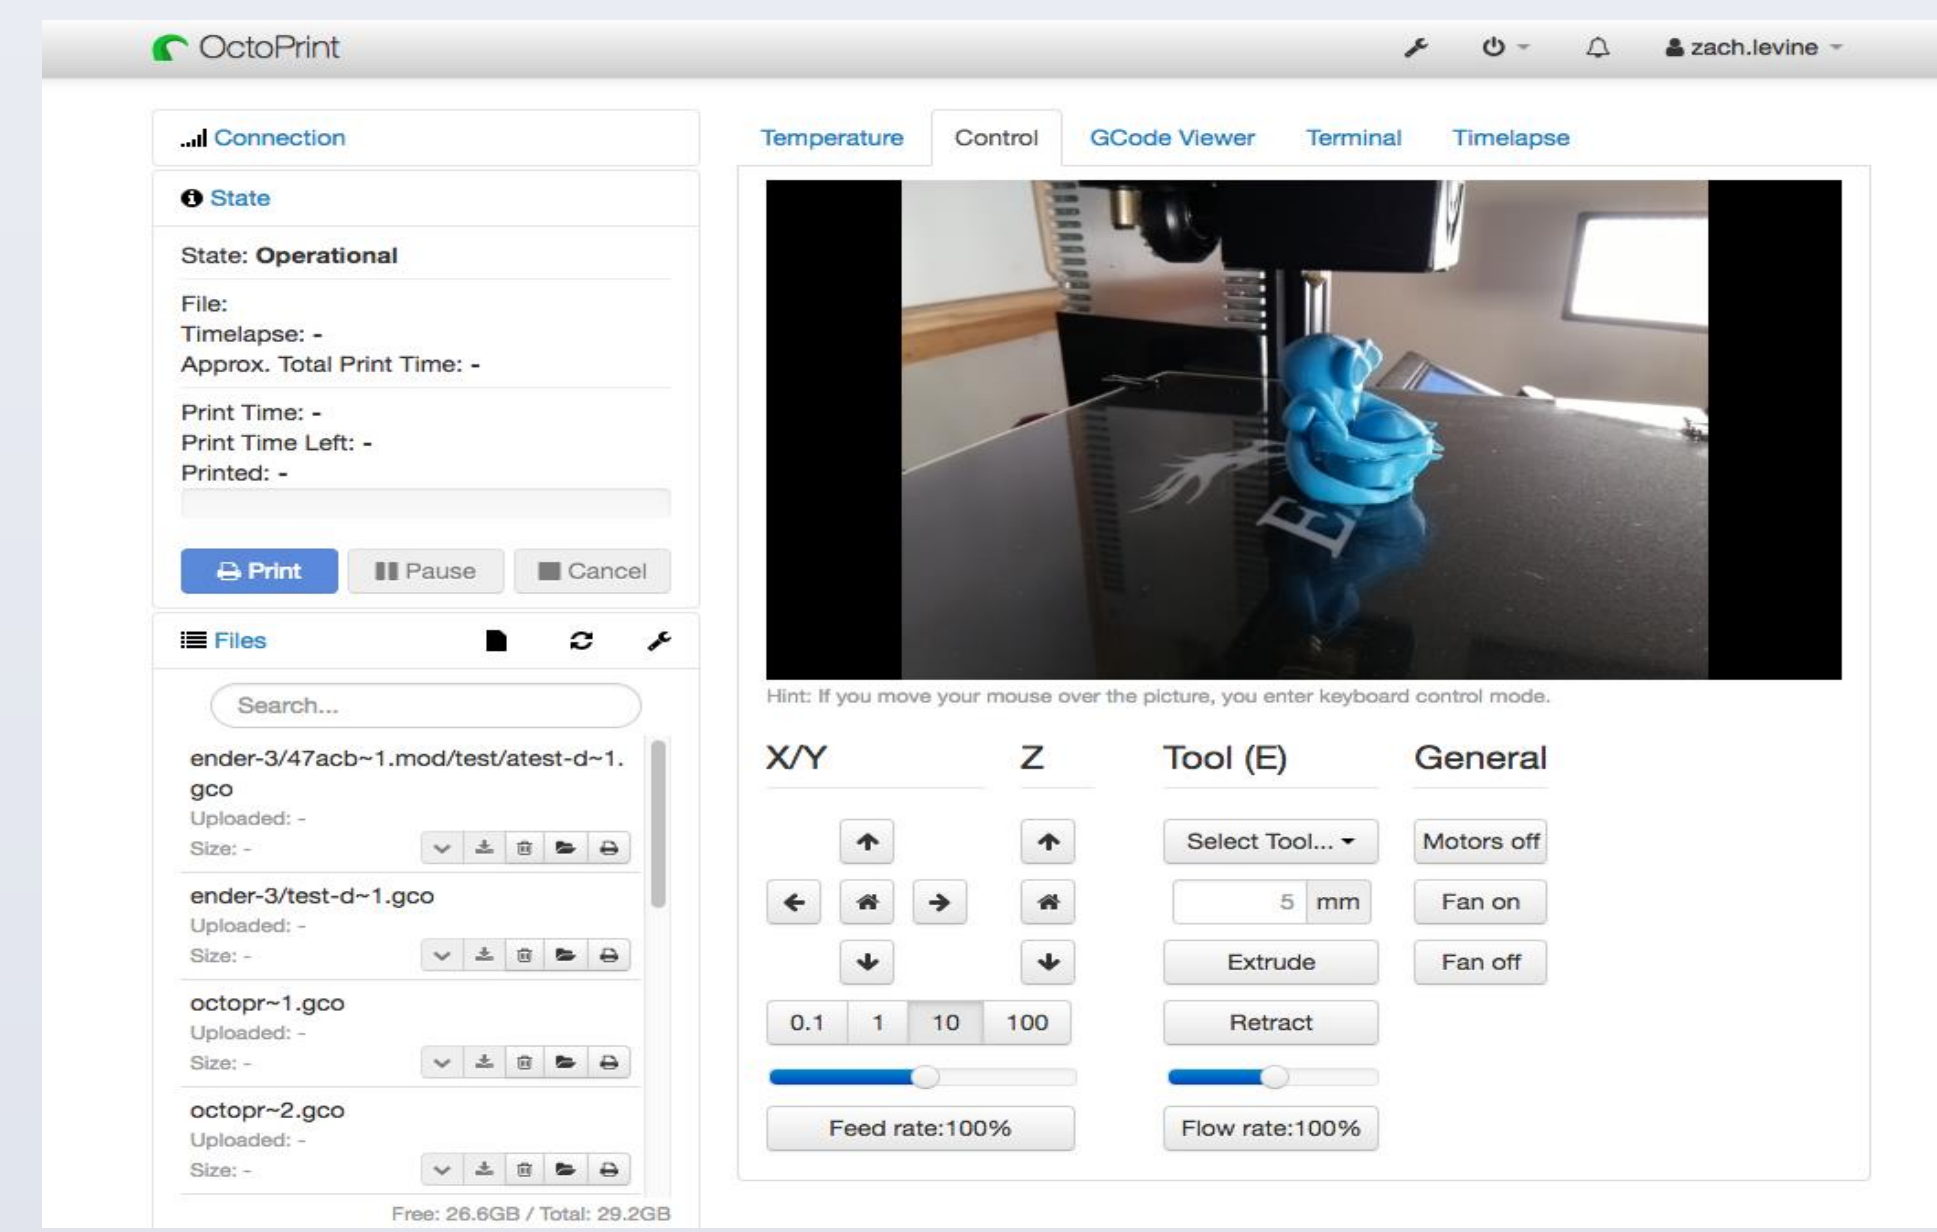 OctoPrint
zach.levine
Connection
State
State: Operational
File:
Timelapse: -
Approx. Total Print Time: -
Print Time: -
Print Time Left: -
Printed: -
Print
Pause
Cancel
Files
Search...
ender-3/47acb~1.mod/test/atest-d~1.
gco
Uploaded: -
Size: -
ender-3/test-d~1.gco
Uploaded: -
Size: -
octopr~1.gco
Uploaded: -
Size: -
octopr~2.gco
Uploaded: -
Size: -
Free: 26.6GB / Total: 29.2GB
Temperature
Control
GCode Viewer
Terminal
Timelapse
E
Hint: If you move your mouse over the picture, you enter keyboard control mode.
X/Y
Z
Tool (E)
General
Select Tool...
Motors off
5 mm
Fan on
Extrude
Fan off
0.1 1 10 100
Retract
Feed rate:100%
Flow rate:100%